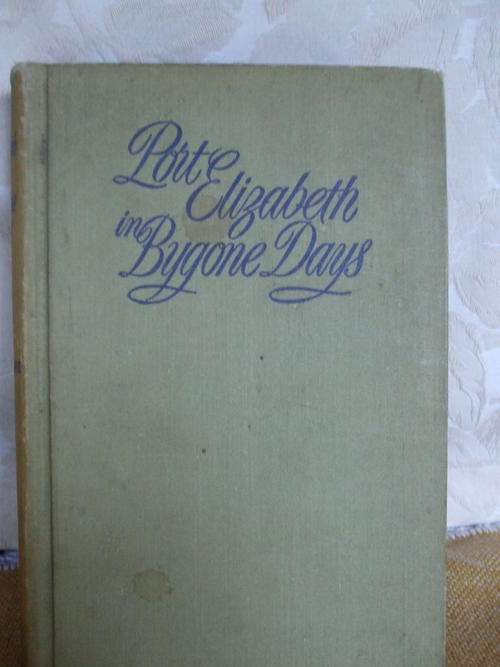 Port
Elizabeth
in
Bygone Days